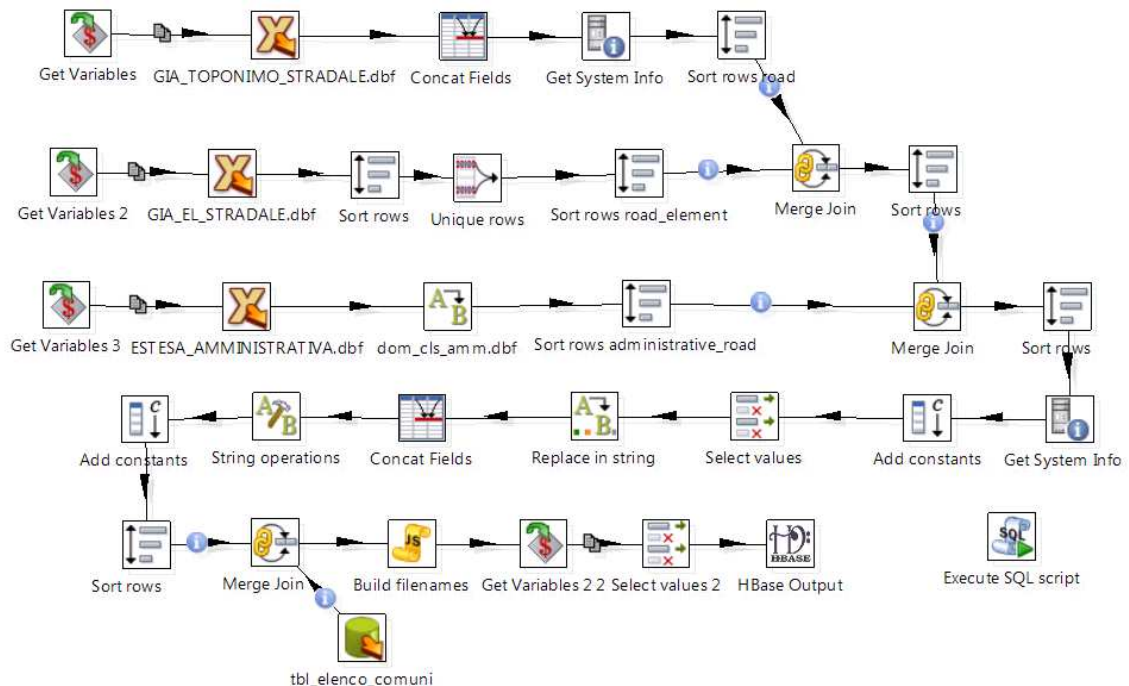 Get Variables
GIA_TOPONIMO_STRADALE.dbf
Concat Fields
Get System Info
Sort rows road
Get Variables 2
GIA_EL_STRADALE.dbf
Sort rows
Unique rows
Sort rows road_element
Merge Join
Sort rows
Get Variables 3
ESTESA_AMMINISTRATIVA.dbf
dom_cls_amm.dbf
Sort rows administrative_road
Merge Join
Sort rows
Add constants
String operations
Concat Fields
Replace in string
Select values
Add constants
Get System Info
Sort rows
Merge Join
JS
Build filenames
Get Variables 2 2
Select values 2
HBASE
HBase Output
SQL
Execute SQL script
tbl_elenco_comuni